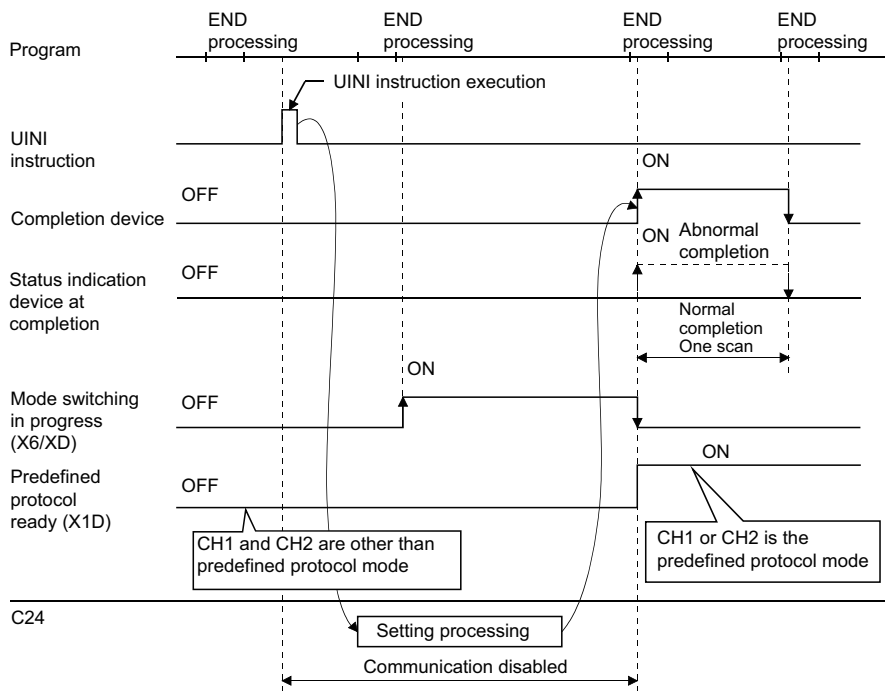 END
processing
END
processing
END
processing
END
processing
Program
UINI instruction execution
UINI
instruction
ON
OFF
Completion device
ON
Abnormal
completion
OFF
Status indication
device at
completion
Normal
completion
One scan
ON
Mode switching
in progress
(X6/XD)
OFF
ON
Predefined
protocol
ready (X1D)
OFF
CH1 and CH2 are other than
predefined protocol mode
CH1 or CH2 is the
predefined protocol mode
C24
Setting processing
Communication disabled